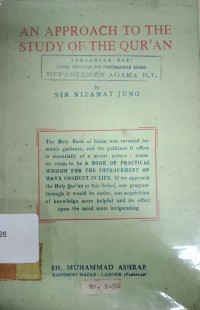 AN APPROACH TO THE
STUDY OF THE QUR'AN
DEPARTEMEN AGAMA R.I.
by
SIR NIZAMAT JUNG
The Holy Book of Islam was revealed for
man's guidance, and the guidance it offers
is essentially of a moral nature: hence
its claim to be A BOOK OF PRACTICAL
WISDOM FOR THE IMPROVEMENT OF
MAN'S CONDUCT IN LIFE. If we approach
the Holy Qur'an in this belief, our progress
through it would be easier, our acquisition
of knowledge more helpful and its effect
upon the mind more invigorating
SH. MUHAMMAD ASHRAF
KASHMIRI BAZAR - LAHORE (Pakistan)
26